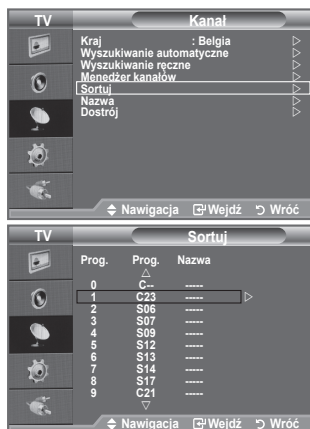 TV Kanał
Kraj : Belgia
Wyszukiwanie automatyczne
Wyszukiwanie ręczne
Menedżer kanałów
Sortuj
Nazwa
Dostrój
Nawigacja Wejdź Wróć
TV Sortuj
Prog. Prog. Nazwa
0 C-- -----
1 C23 -----
2 S06 -----
3 S07 -----
4 S09 -----
5 S12 -----
6 S13 -----
7 S14 -----
8 S17 -----
9 C21 -----
Nawigacja Wejdź Wróć